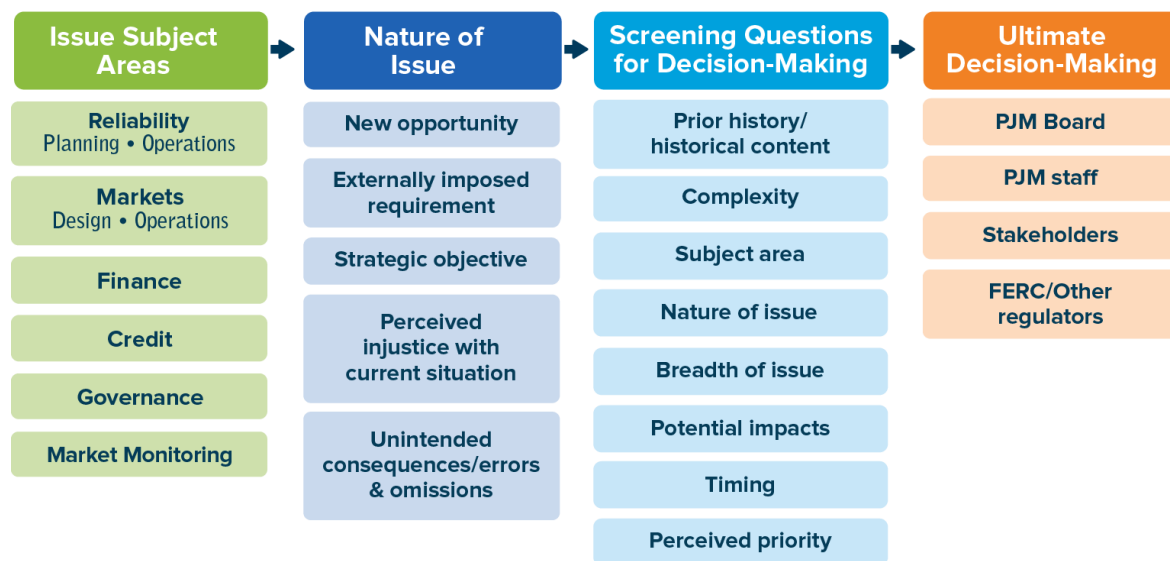 Issue Subject
Areas
Reliability
Planning • Operations
Markets
Design • Operations
Finance
Credit
Governance
Market Monitoring
Nature of
Issue
New opportunity
Externally imposed
requirement
Strategic objective
Perceived
injustice with
current situation
Unintended
consequences/errors
& omissions
Screening Questions
for Decision-Making
Prior history/
historical content
Complexity
Subject area
Nature of issue
Breadth of issue
Potential impacts
Timing
Perceived priority
Ultimate
Decision-Making
PJM Board
PJM staff
Stakeholders
FERC/Other
regulators